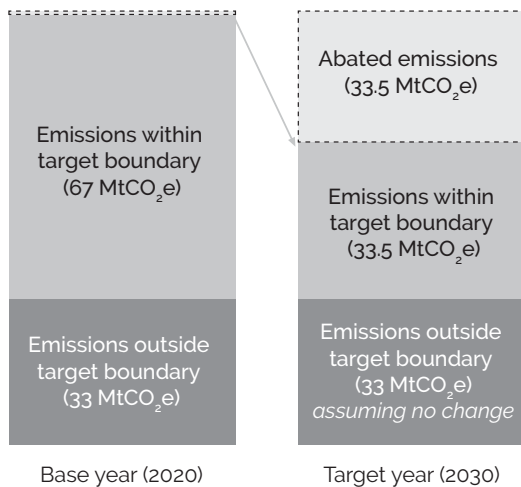 Emissions within
target boundary
(67 MtCO₂e)
Emissions outside
target boundary
(33 MtCO₂e)
Base year (2020)
Abated emissions
(33.5 MtCO₂e)
Emissions within
target boundary
(33.5 MtCO₂e)
Emissions outside
target boundary
(33 MtCO₂e)
assuming no change
Target year (2030)